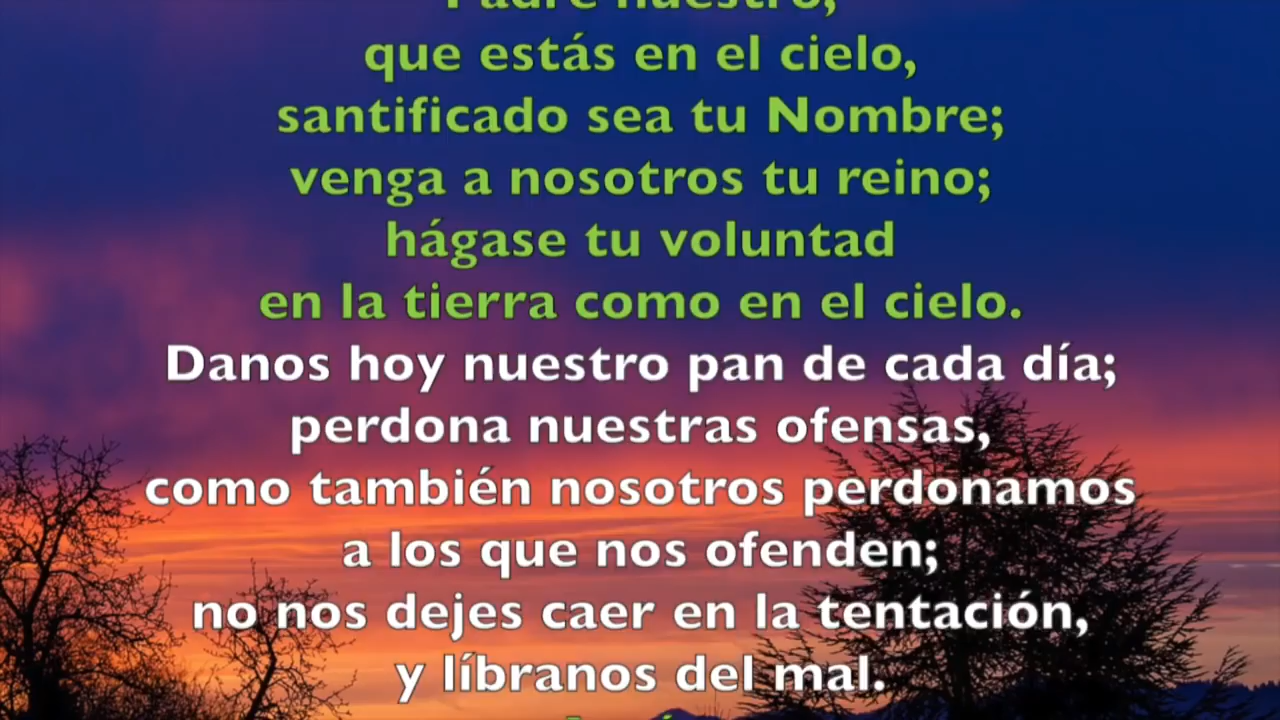 Padre nuestro,
que estás en el cielo,
santificado sea tu Nombre;
venga a nosotros tu reino;
hágase tu voluntad
en la tierra como en el cielo.
Danos hoy nuestro pan de cada día;
perdona nuestras ofensas,
como también nosotros perdonamos
a los que nos ofenden;
no nos dejes caer en la tentación,
y líbranos del mal.